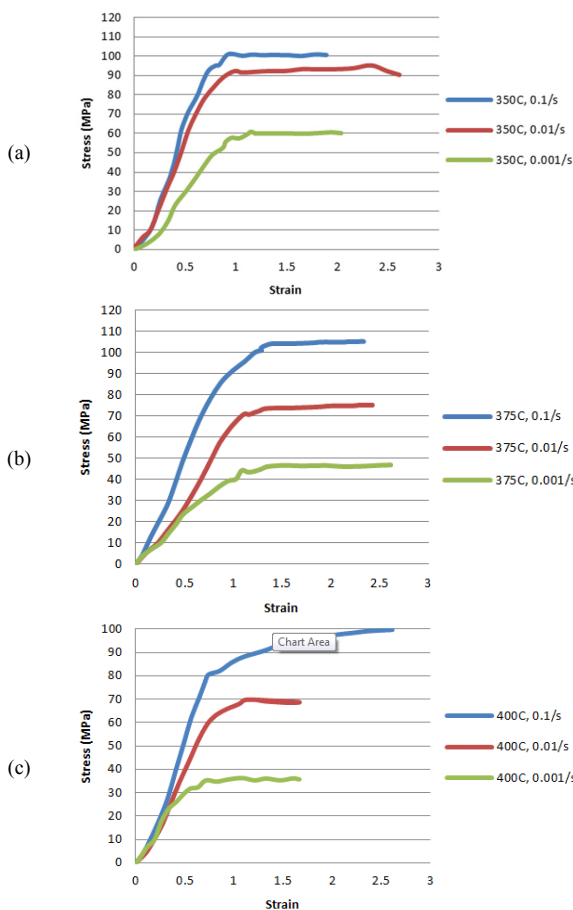 (a)
Stress (MPa)
120
110
100
90
80
70
60
50
40
30
20
10
0
0 0.5 1 1.5 2 2.5 3
Strain
350C, 0.1/s
350C, 0.01/s
350C, 0.001/s
(b)
Stress (MPa)
120
110
100
90
80
70
60
50
40
30
20
10
0
0 0.5 1 1.5 2 2.5 3
Strain
375C, 0.1/s
375C, 0.01/s
375C, 0.001/s
(c)
Stress (MPa)
100
90
80
70
60
50
40
30
20
10
0
0 0.5 1 1.5 2 2.5 3
Strain
Chart Area
400C, 0.1/s
400C, 0.01/s
400C, 0.001/s